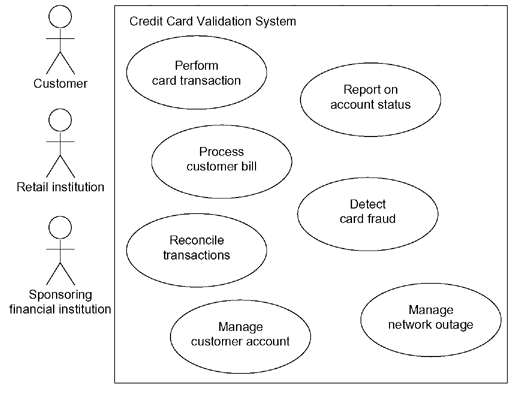 Credit Card Validation System
Customer
Retail institution
Sponsoring
financial institution
Perform
card transaction
Report on
account status
Process
customer bill
Detect
card fraud
Reconcile
transactions
Manage
customer account
Manage
network outage